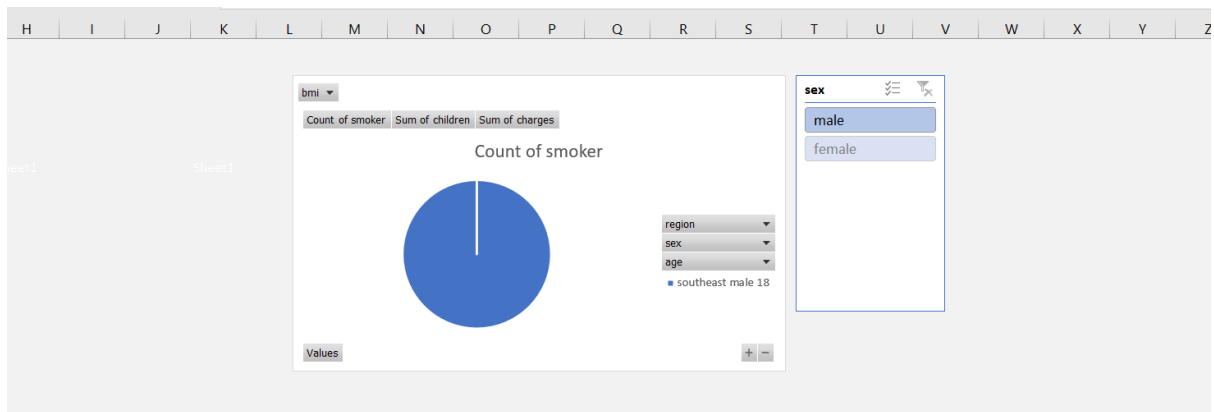 H I J K L M N O P Q R S T U V W X Y Z
bmi
sex
Count of smoker Sum of children Sum of charges
male
Count of smoker
female
Sheet1
region
sex
age
southeast male 18
Values
+ −